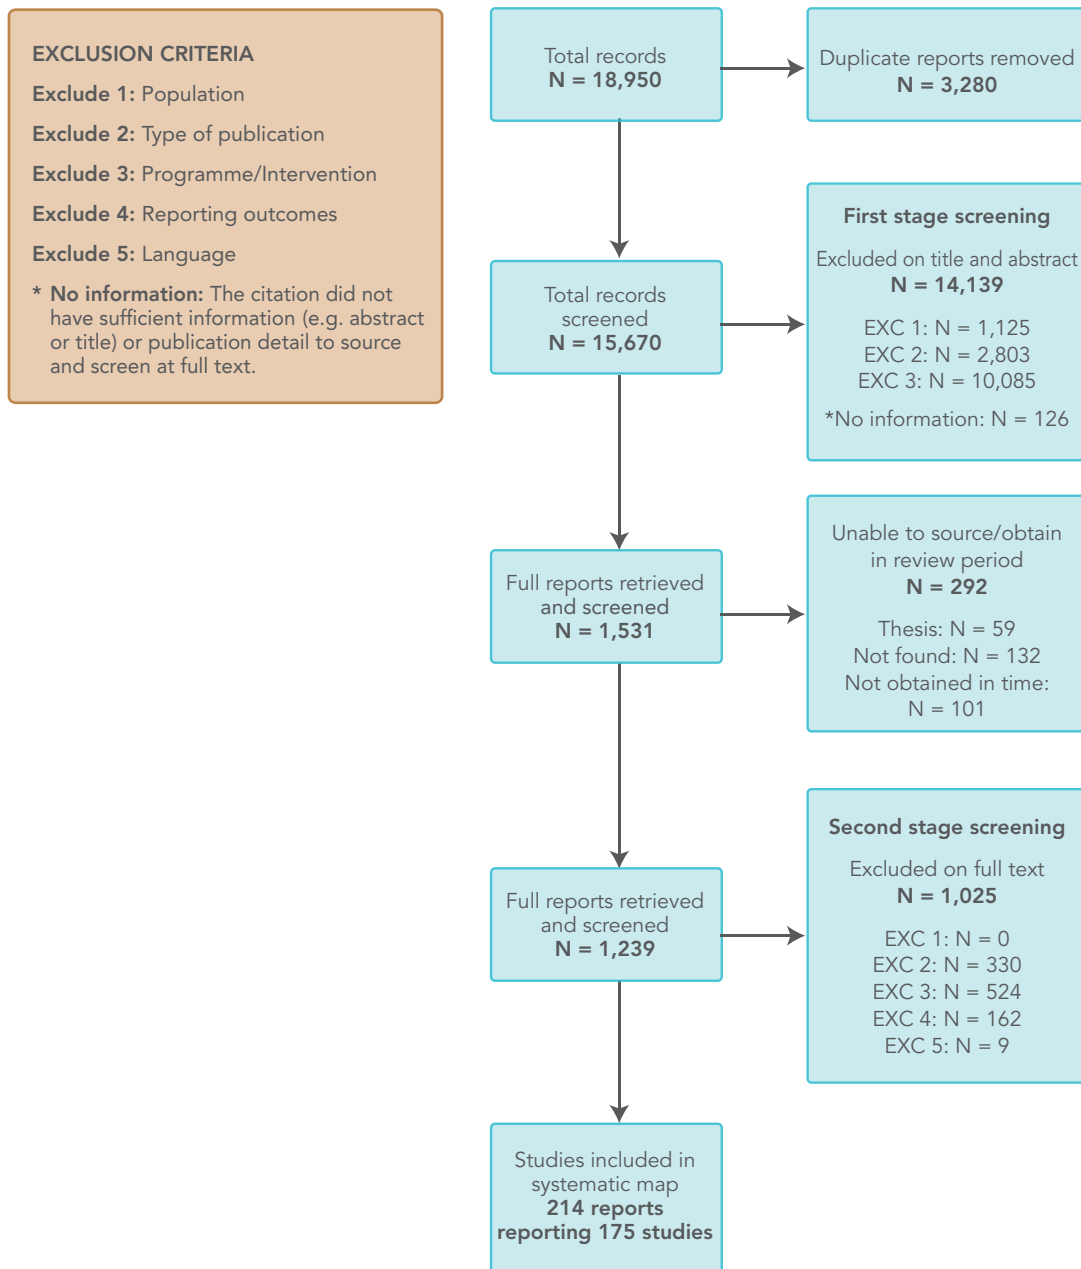 EXCLUSION CRITERIA
Exclude 1: Population
Exclude 2: Type of publication
Exclude 3: Programme/Intervention
Exclude 4: Reporting outcomes
Exclude 5: Language
* No information: The citation did not
have sufficient information (e.g. abstract
or title) or publication detail to source
and screen at full text.
Total records
N = 18,950
Duplicate reports removed
N = 3,280
Total records
screened
N = 15,670
First stage screening
Excluded on title and abstract
N = 14,139
EXC 1: N = 1,125
EXC 2: N = 2,803
EXC 3: N = 10,085
*No information: N = 126
Full reports retrieved
and screened
N = 1,531
Unable to source/obtain
in review period
N = 292
Thesis: N = 59
Not found: N = 132
Not obtained in time:
N = 101
Full reports retrieved
and screened
N = 1,239
Second stage screening
Excluded on full text
N = 1,025
EXC 1: N = 0
EXC 2: N = 330
EXC 3: N = 524
EXC 4: N = 162
EXC 5: N = 9
Studies included in
systematic map
214 reports
reporting 175 studies